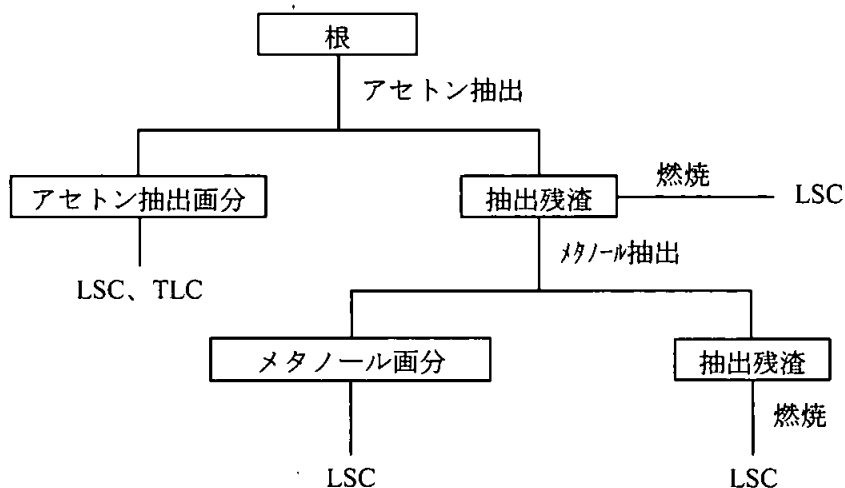 根
アセトン抽出
アセトン抽出画分
抽出残渣
燃焼
LSC
LSC、TLC
メタノール抽出
メタノール画分
抽出残渣
燃焼
LSC
LSC